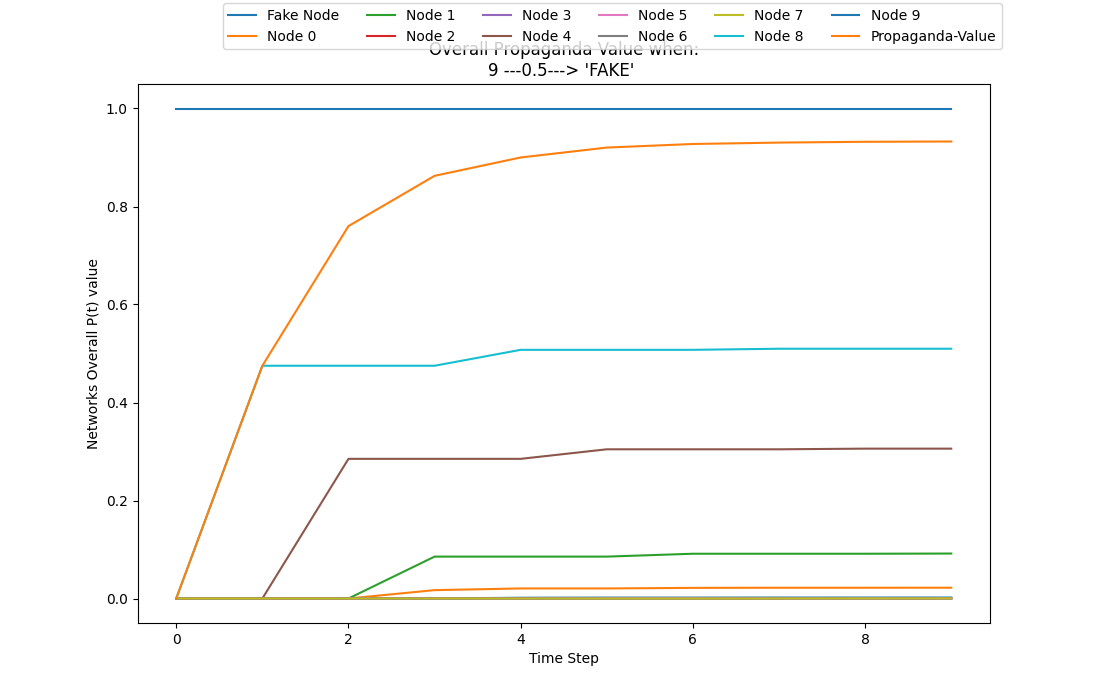 Fake Node Node 1 Node 3 Node 5 Node 7 Node 9
Node 0 Node 2 Node 4 Node 6 Node 8 Propaganda-Value
Overall Propaganda Value when:
9 ---0.5---> 'FAKE'
1.0
0.8
0.6
0.4
0.2
0.0
Networks Overall P(t) value
0 2 4 6 8
Time Step